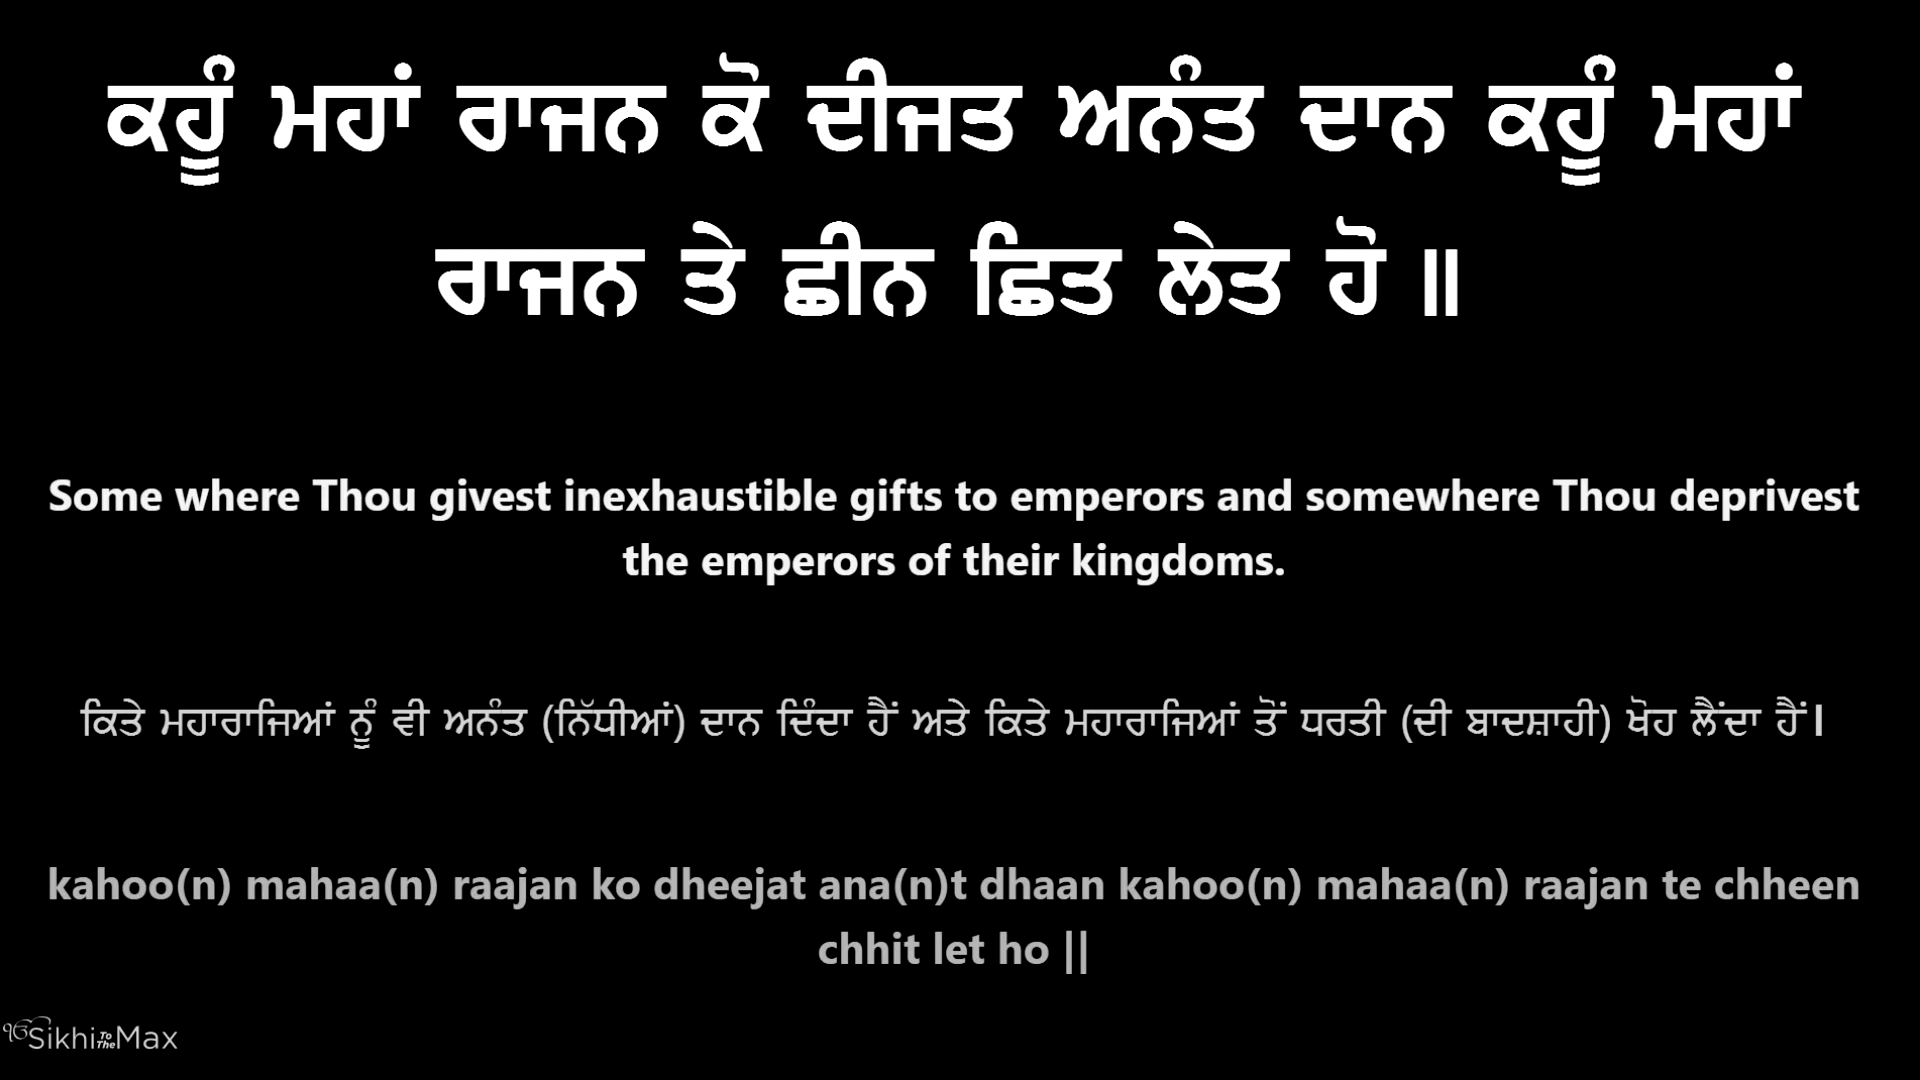 ਕਹੂੰ ਮਹਾਂ ਰਾਜਨ ਕੋ ਦੀਜਤ ਅਨੰਤ ਦਾਨ ਕਹੂੰ ਮਹਾਂ
ਰਾਜਨ ਤੇ ਛੀਨ ਛਿਤ ਲੇਤ ਹੋ ॥
Some where Thou givest inexhaustible gifts to emperors and somewhere Thou deprivest
the emperors of their kingdoms.
ਕਿਤੇ ਮਹਾਰਾਜਿਆਂ ਨੂੰ ਵੀ ਅਨੰਤ (ਨਿੱਧੀਆਂ) ਦਾਨ ਦਿੰਦਾ ਹੈਂ ਅਤੇ ਕਿਤੇ ਮਹਾਰਾਜਿਆਂ ਤੋਂ ਧਰਤੀ (ਦੀ ਬਾਦਸ਼ਾਹੀ) ਖੋਹ ਲੈਂਦਾ ਹੈਂ।
kahoo(n) mahaa(n) raajan ko dheejat ana(n)t dhaan kahoo(n) mahaa(n) raajan te chheen
chhit let ho ||
ੴSikhiToTheMax